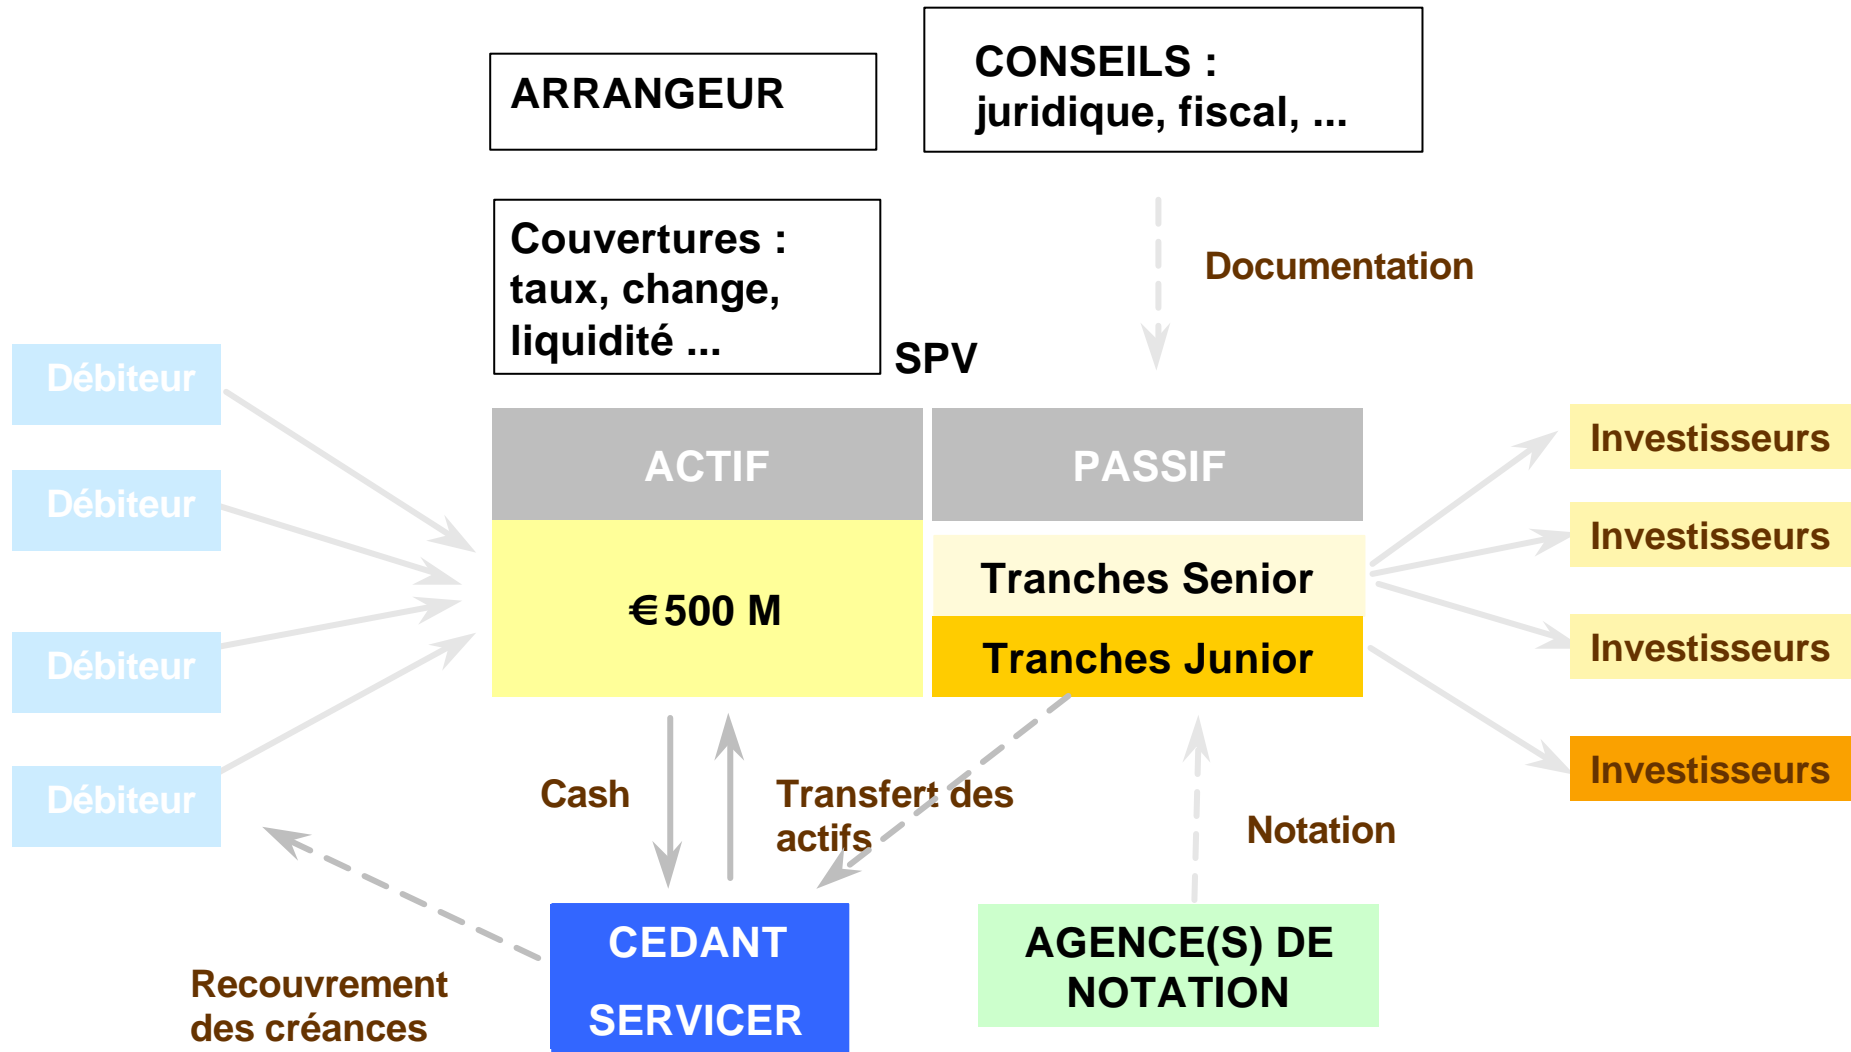 ARRANGEUR
CONSEILS :
juridique, fiscal, ...
Couvertures :
taux, change,
liquidité ...
Documentation
SPV
Débiteur
Débiteur
Débiteur
Débiteur
ACTIF
PASSIF
€500 M
Tranches Senior
Tranches Junior
Investisseurs
Investisseurs
Investisseurs
Investisseurs
Cash
Transfert des
actifs
Notation
Recouvrement
des créances
CEDANT
SERVICER
AGENCE(S) DE
NOTATION